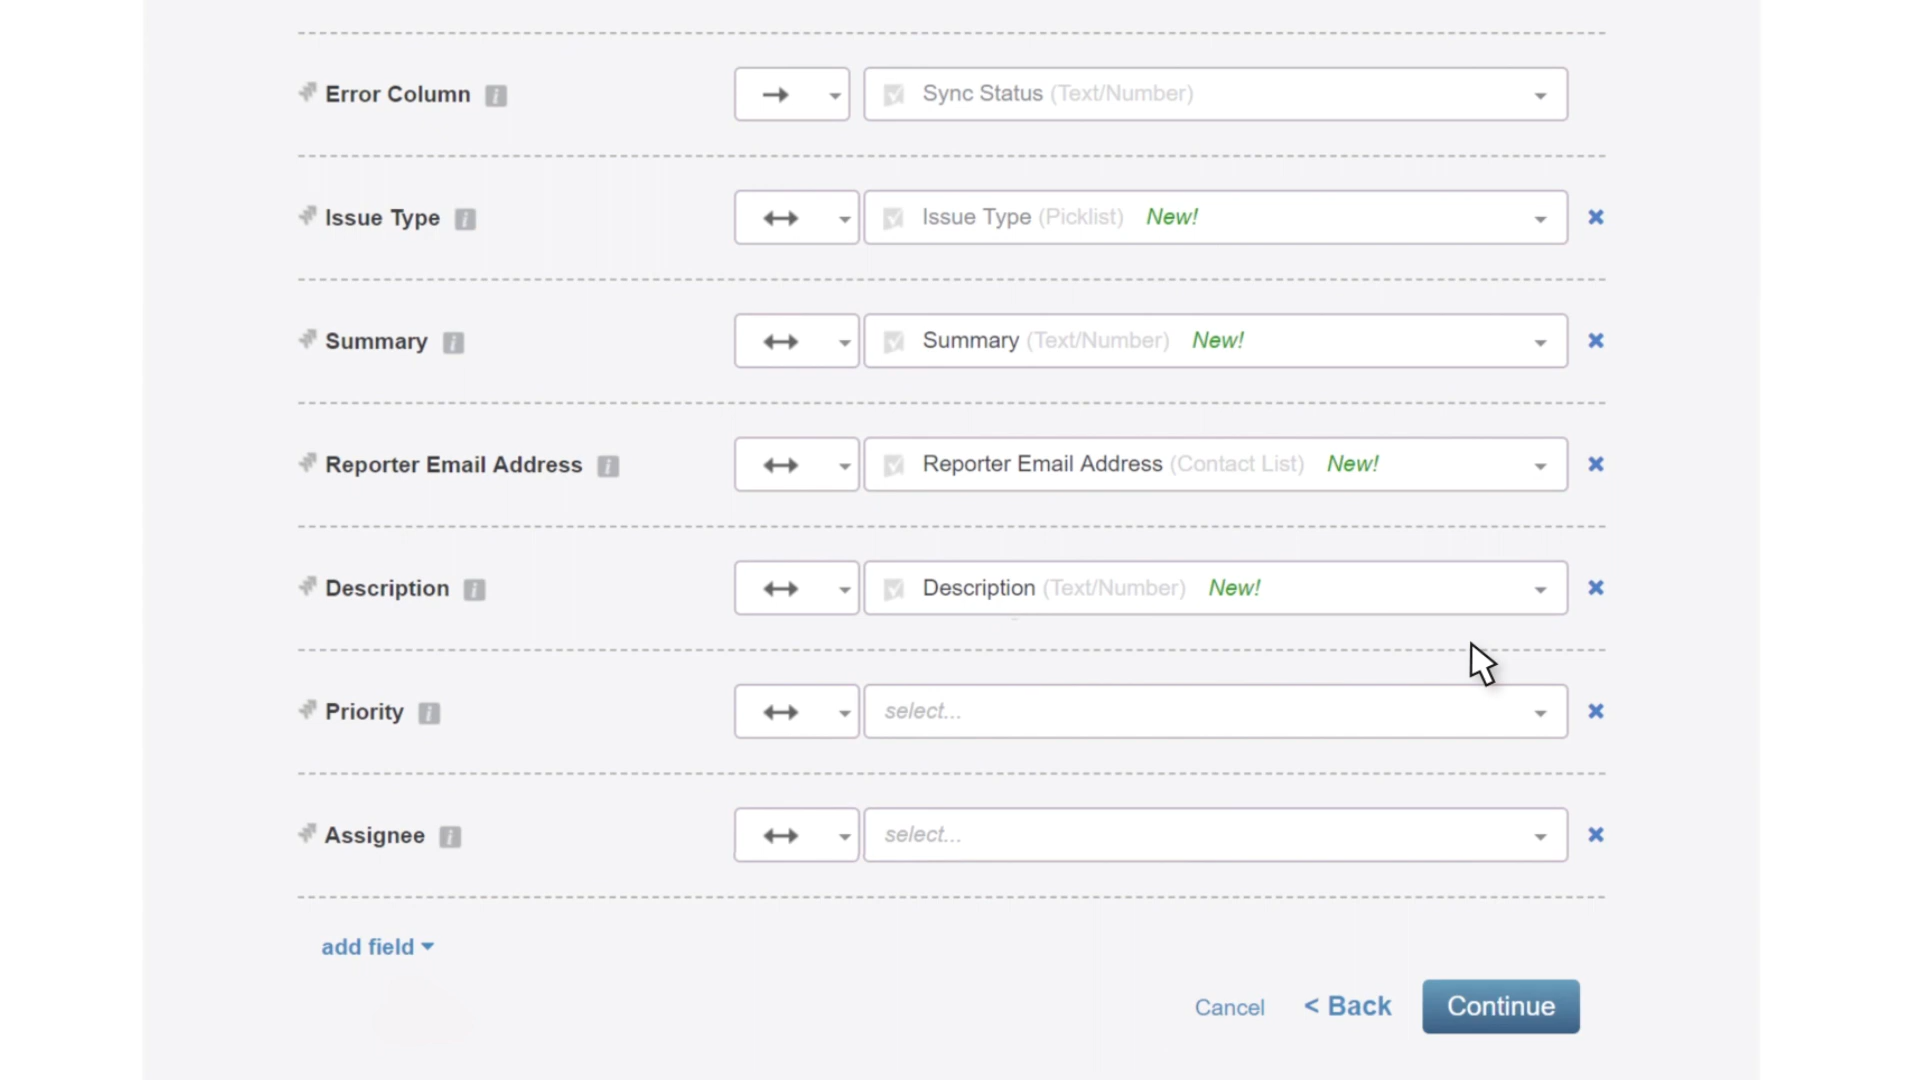 Error Column i Sync Status (Text/Number)
Issue Type i Issue Type (Picklist) New!
Summary i Summary (Text/Number) New!
Reporter Email Address i Reporter Email Address (Contact List) New!
Description i Description (Text/Number) New!
Priority i select...
Assignee i select...
add field
Cancel < Back Continue